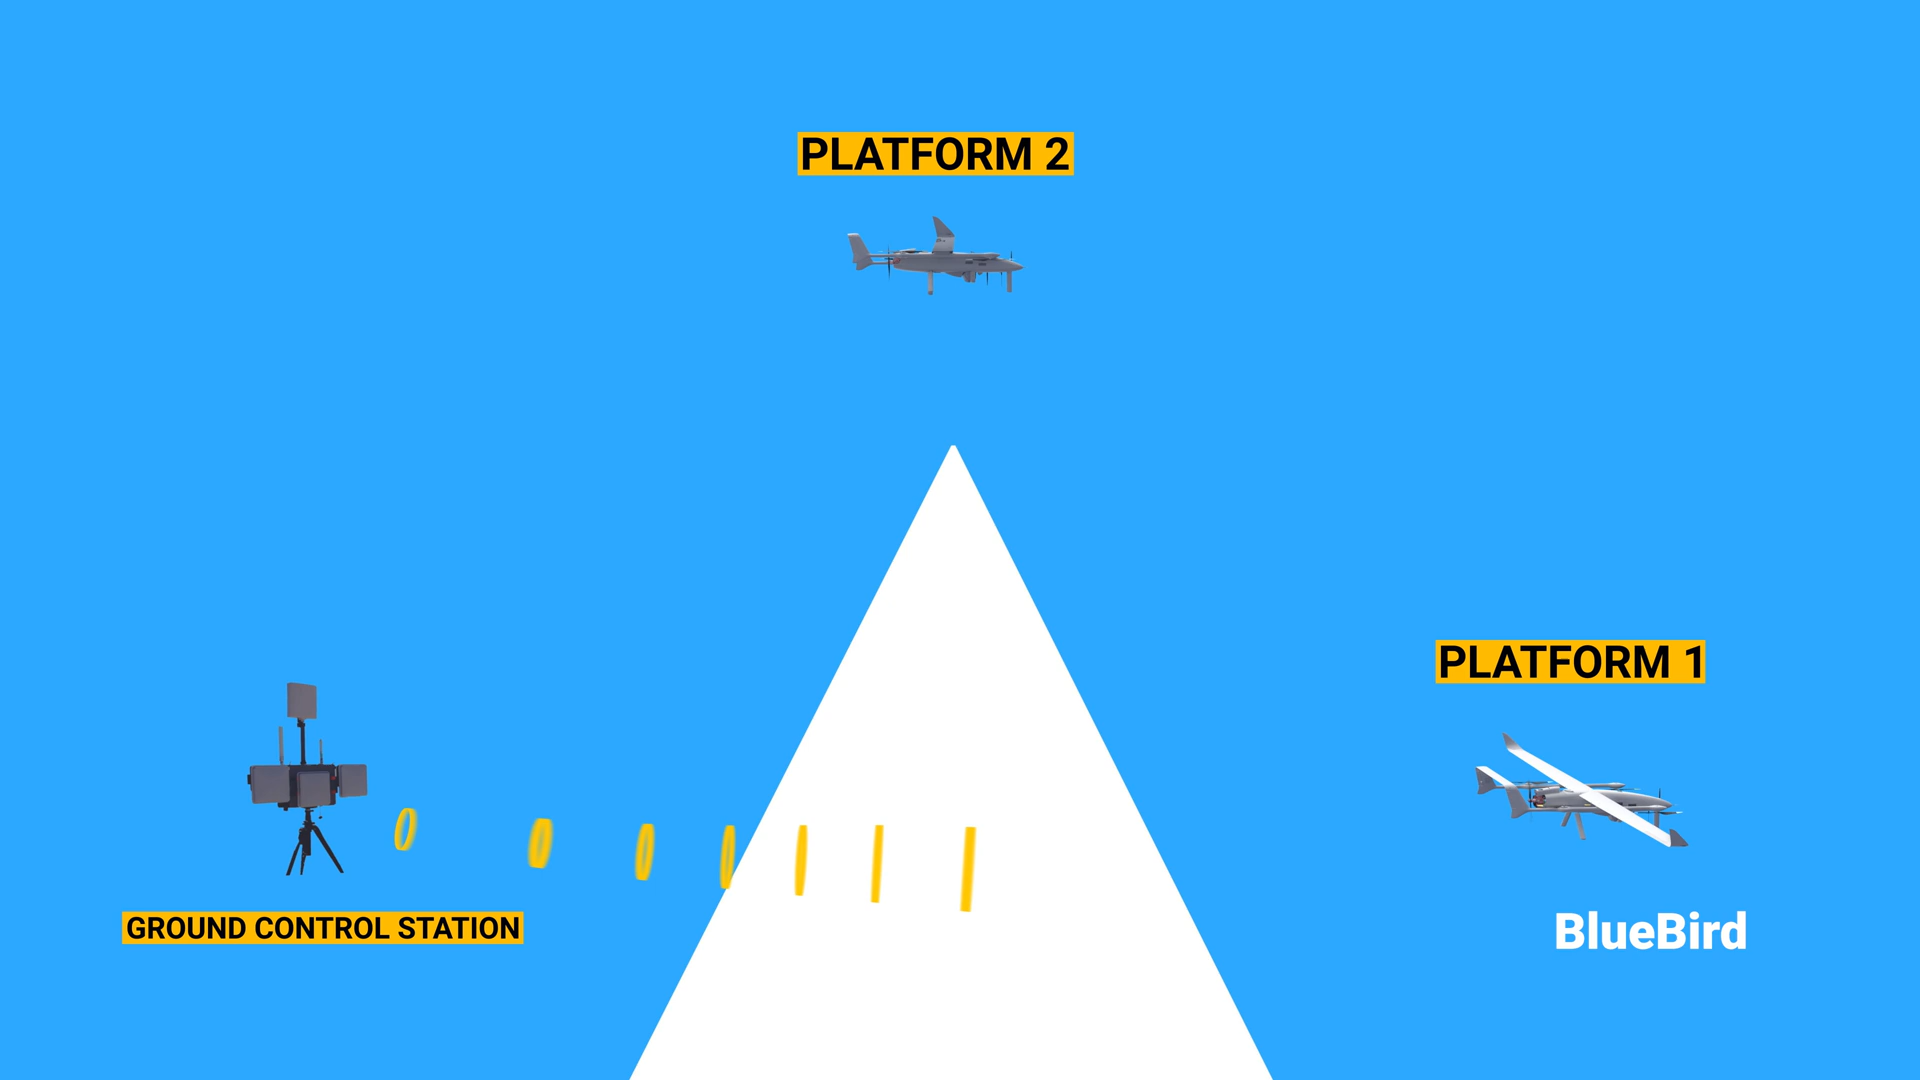 PLATFORM 2
PLATFORM 1
GROUND CONTROL STATION
BlueBird